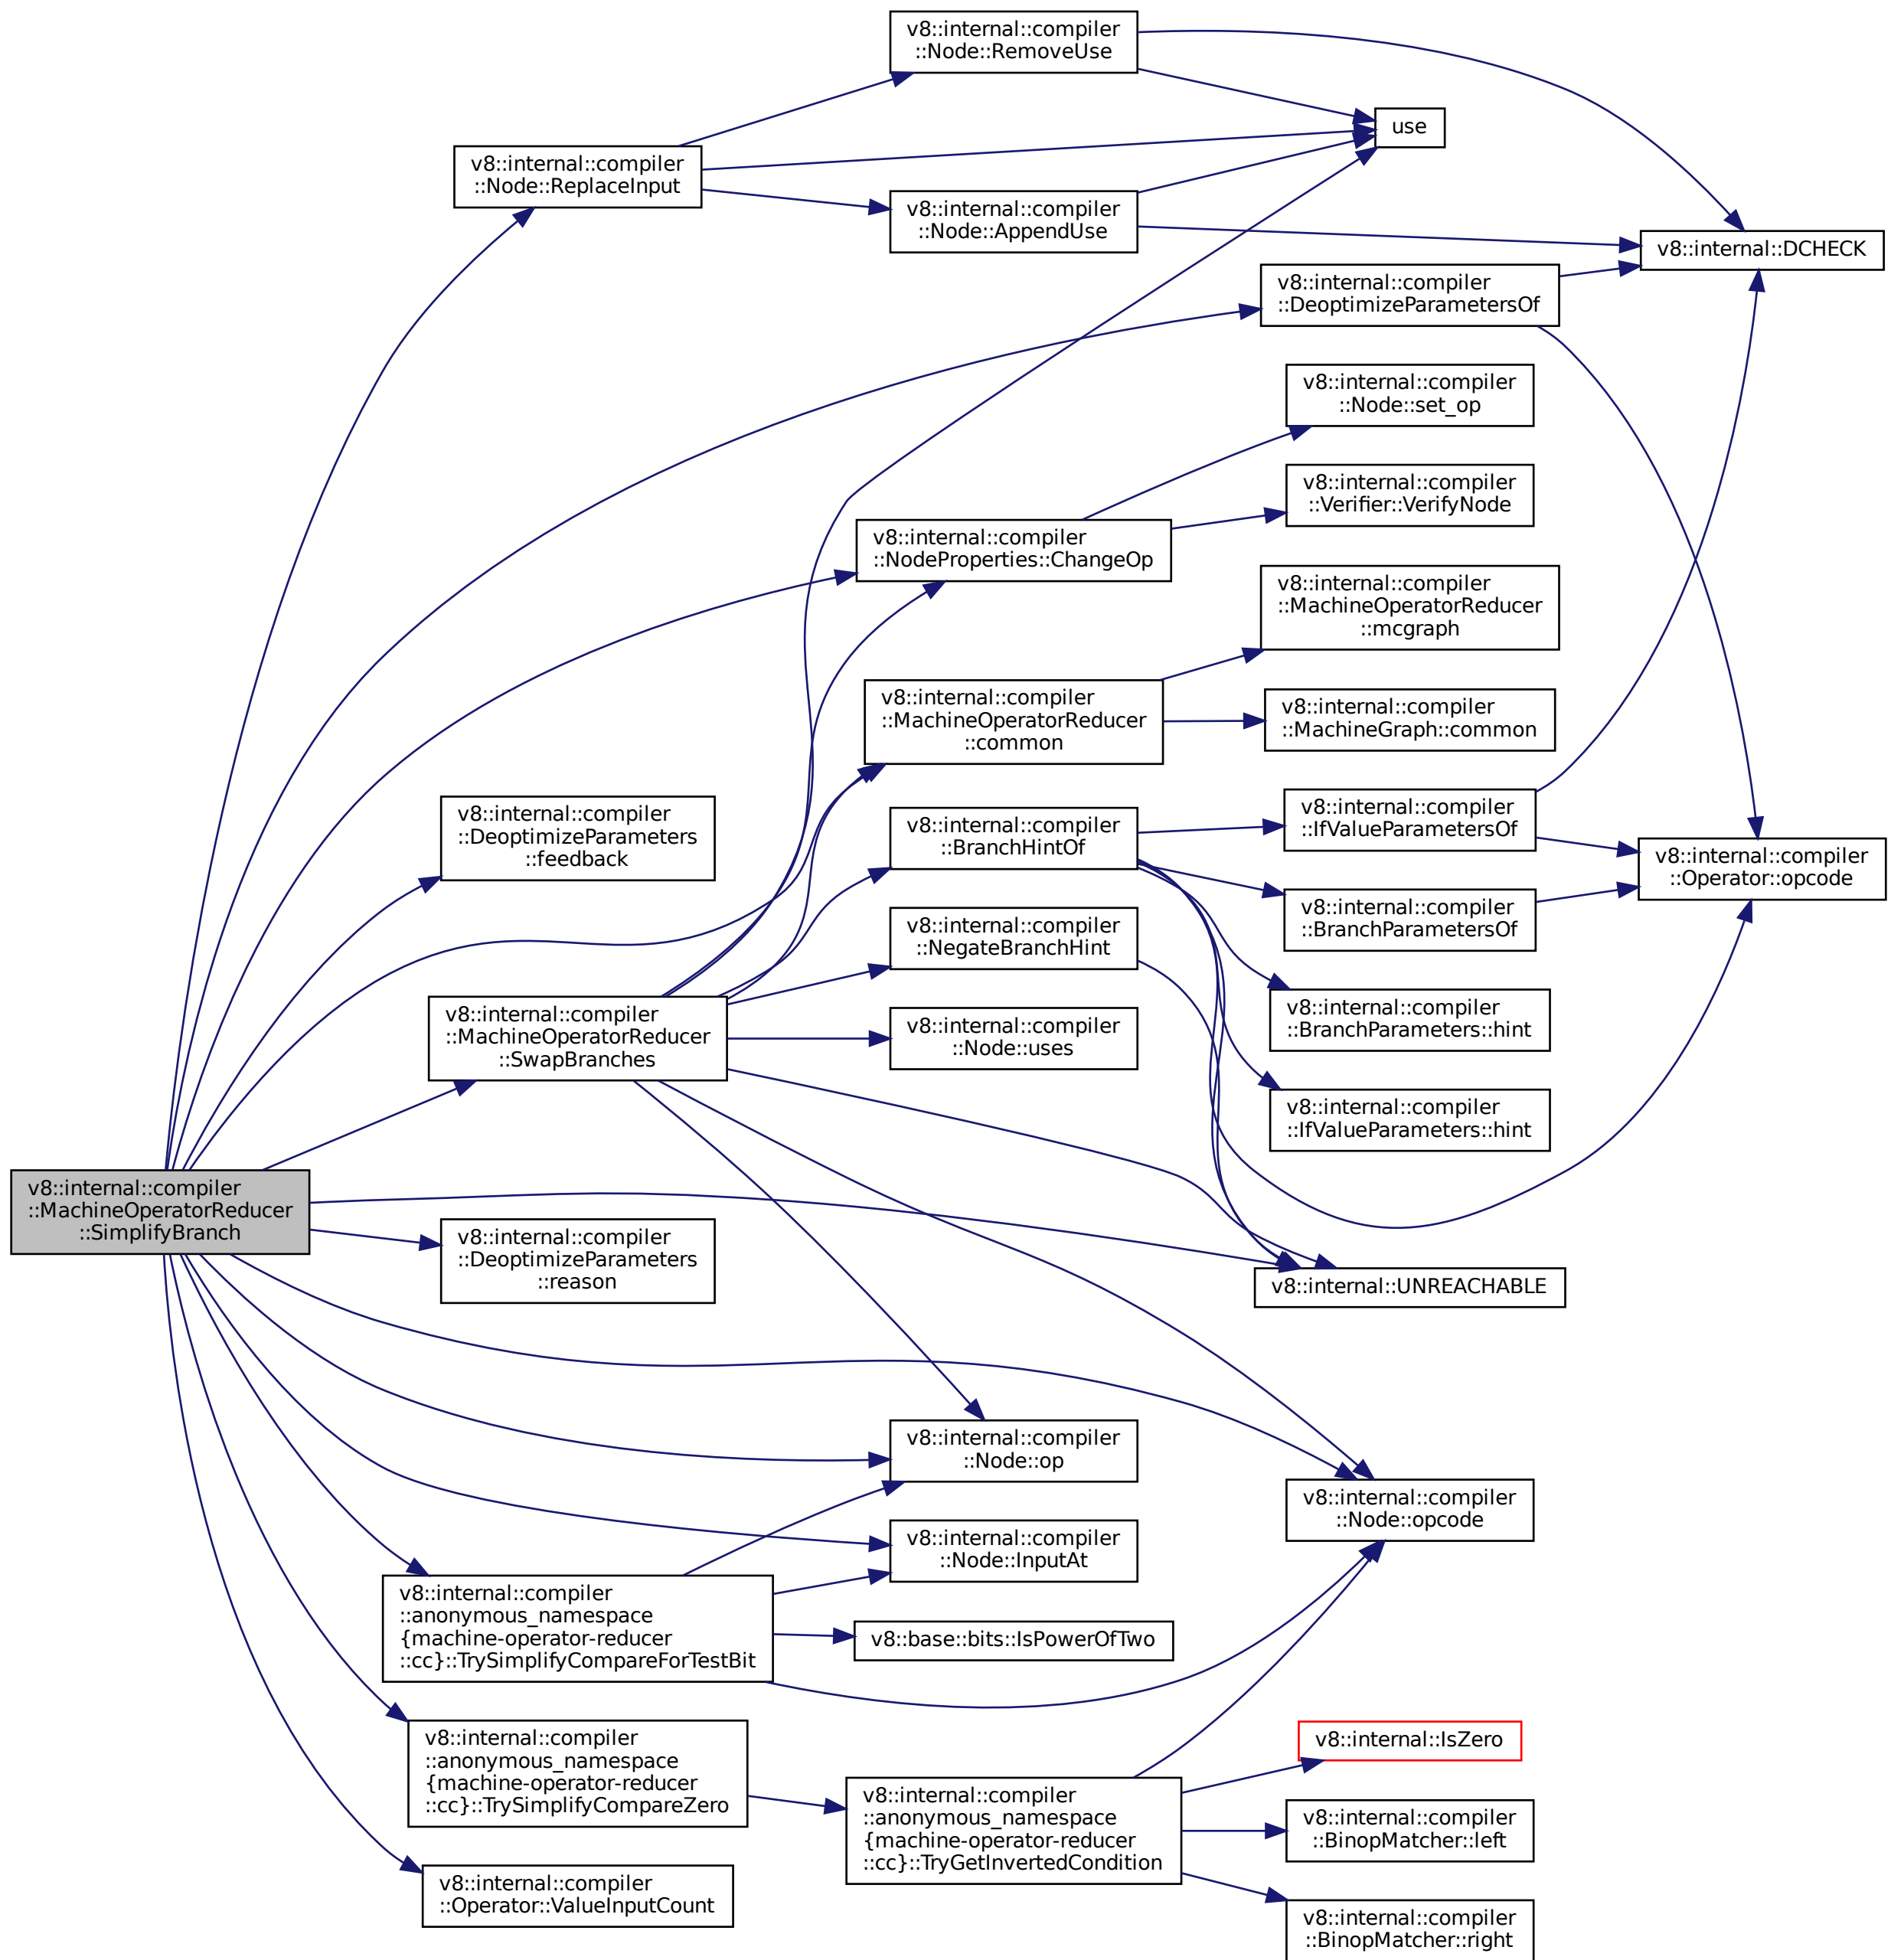 v8::internal::compiler
::Node::RemoveUse
use
v8::internal::compiler
::Node::ReplaceInput
v8::internal::compiler
::Node::AppendUse
v8::internal::DCHECK
v8::internal::compiler
::DeoptimizeParametersOf
v8::internal::compiler
::Node::set_op
v8::internal::compiler
::Verifier::VerifyNode
v8::internal::compiler
::NodeProperties::ChangeOp
v8::internal::compiler
::MachineOperatorReducer
::mcgraph
v8::internal::compiler
::MachineOperatorReducer
::common
v8::internal::compiler
::MachineGraph::common
v8::internal::compiler
::DeoptimizeParameters
::feedback
v8::internal::compiler
::BranchHintOf
v8::internal::compiler
::IfValueParametersOf
v8::internal::compiler
::Operator::opcode
v8::internal::compiler
::BranchParametersOf
v8::internal::compiler
::NegateBranchHint
v8::internal::compiler
::MachineOperatorReducer
::SwapBranches
v8::internal::compiler
::Node::uses
v8::internal::compiler
::BranchParameters::hint
v8::internal::compiler
::IfValueParameters::hint
v8::internal::compiler
::MachineOperatorReducer
::SimplifyBranch
v8::internal::compiler
::DeoptimizeParameters
::reason
v8::internal::UNREACHABLE
v8::internal::compiler
::Node::op
v8::internal::compiler
::Node::opcode
v8::internal::compiler
::Node::InputAt
v8::internal::compiler
::anonymous_namespace
{machine-operator-reducer
::cc}::TrySimplifyCompareForTestBit
v8::base::bits::IsPowerOfTwo
v8::internal::compiler
::anonymous_namespace
{machine-operator-reducer
::cc}::TrySimplifyCompareZero
v8::internal::IsZero
v8::internal::compiler
::anonymous_namespace
{machine-operator-reducer
::cc}::TryGetInvertedCondition
v8::internal::compiler
::BinopMatcher::left
v8::internal::compiler
::Operator::ValueInputCount
v8::internal::compiler
::BinopMatcher::right